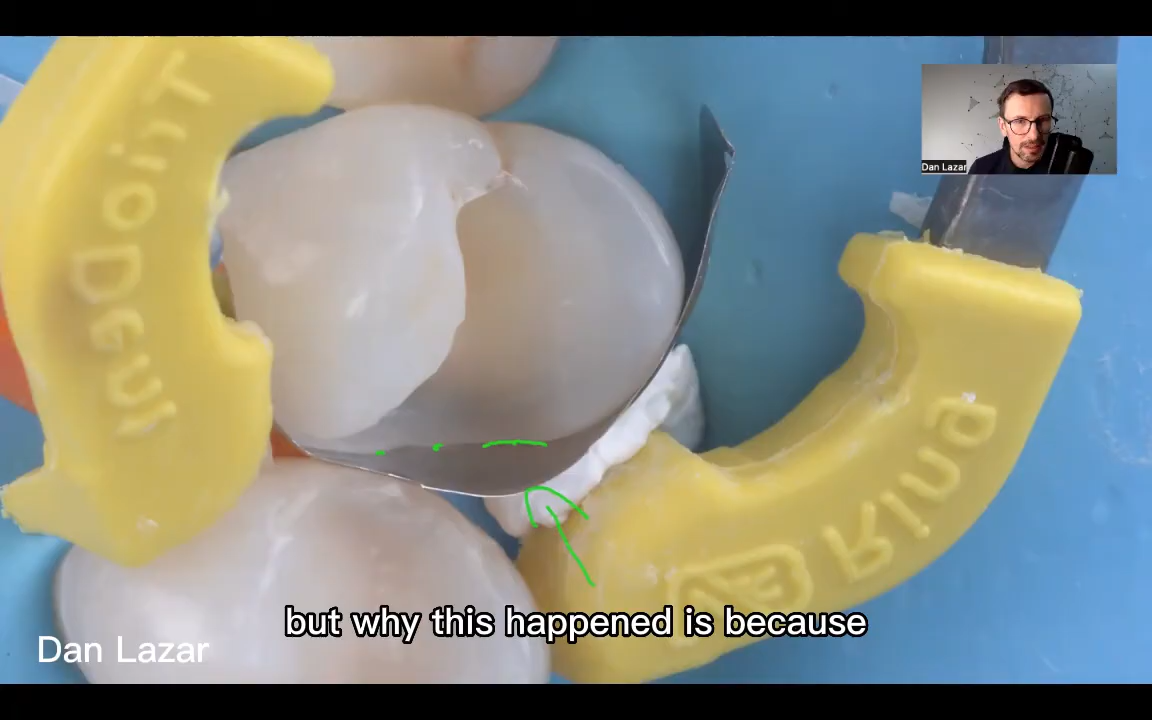 TrioDent
Dan Lazar
Ring
but why this happened is because
Dan Lazar